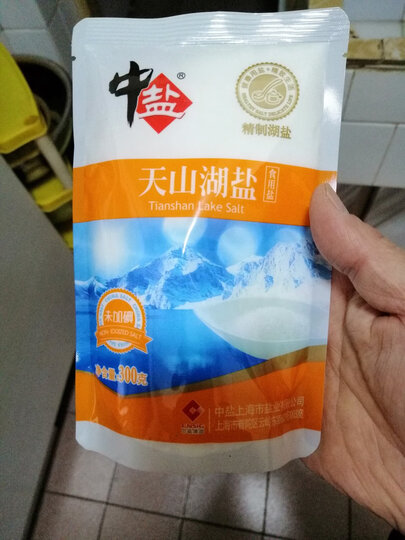 中盐®
精制湖盐
天山湖盐
食用盐
Tianshan Lake Salt
未加碘
NON-IODIZED SALT
净含量:300克
中盐上海市盐业有限公司